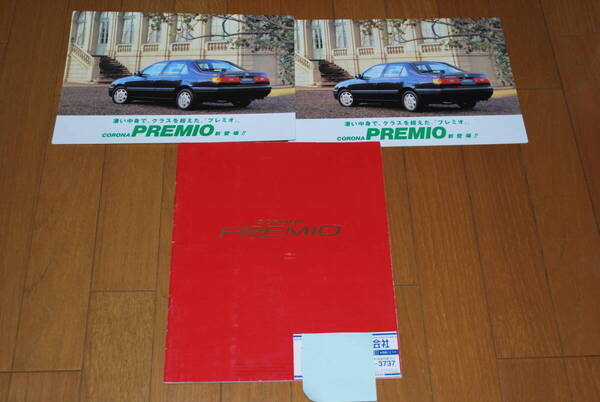 凄い中身で、クラスを超えた、「プレミオ」。
CORONA PREMIO 新登場!!
凄い中身で、クラスを超えた、「プレミオ」。
CORONA PREMIO 新登場!!
CORONA
PREMIO
会社
-3737